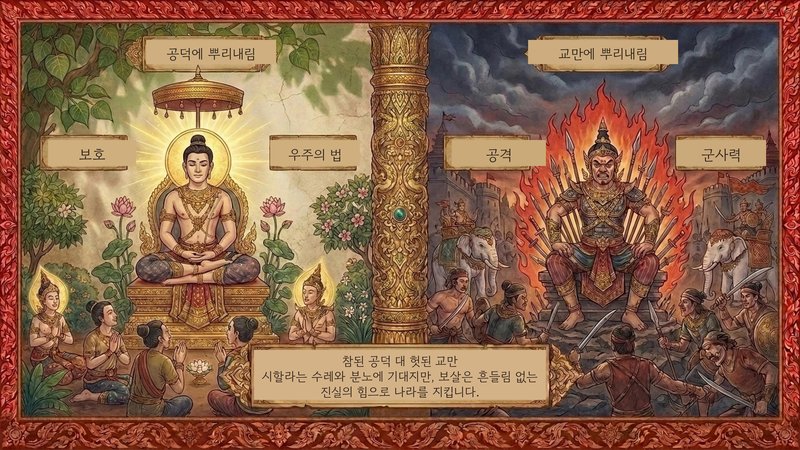 공덕에 뿌리내림
교만에 뿌리내림
보호
우주의 법
공격
군사력
참된 공덕 대 헛된 교만
시할라는 수레와 분노에 기대지만, 보살은 흔들림 없는
진실의 힘으로 나라를 지킵니다.